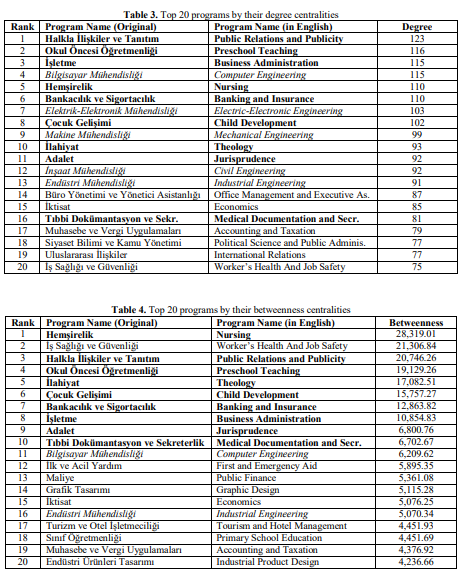 Table 3. Top 20 programs by their degree centralities
Rank Program Name (Original) Program Name (in English) Degree
1 Halkla İlişkiler ve Tanıtım Public Relations and Publicity 123
2 Okul Öncesi Öğretmenliği Preschool Teaching 116
3 İşletme Business Administration 115
4 Bilgisayar Mühendisliği Computer Engineering 115
5 Hemşirelik Nursing 110
6 Bankacılık ve Sigortacılık Banking and Insurance 110
7 Elektrik-Elektronik Mühendisliği Electric-Electronic Engineering 103
8 Çocuk Gelişimi Child Development 102
9 Makine Mühendisliği Mechanical Engineering 99
10 İlahiyat Theology 93
11 Adalet Jurisprudence 92
12 İnşaat Mühendisliği Civil Engineering 92
13 Endüstri Mühendisliği Industrial Engineering 91
14 Büro Yönetimi ve Yönetici Asistanlığı Office Management and Executive As. 87
15 İktisat Economics 85
16 Tıbbi Dokümantasyon ve Sekr. Medical Documentation and Secr. 81
17 Muhasebe ve Vergi Uygulamaları Accounting and Taxation 79
18 Siyaset Bilimi ve Kamu Yönetimi Political Science and Public Adminis. 77
19 Uluslararası İlişkiler International Relations 77
20 İş Sağlığı ve Güvenliği Worker's Health And Job Safety 75
Table 4. Top 20 programs by their betweenness centralities
Rank Program Name (Original) Program Name (in English) Betweenness
1 Hemşirelik Nursing 28,319.01
2 İş Sağlığı ve Güvenliği Worker's Health And Job Safety 21,306.84
3 Halkla İlişkiler ve Tanıtım Public Relations and Publicity 20,746.26
4 Okul Öncesi Öğretmenliği Preschool Teaching 19,129.26
5 İlahiyat Theology 17,082.51
6 Çocuk Gelişimi Child Development 15,757.27
7 Bankacılık ve Sigortacılık Banking and Insurance 12,863.82
8 İşletme Business Administration 10,854.83
9 Adalet Jurisprudence 6,800.76
10 Tıbbi Dokümantasyon ve Sekreterlik Medical Documentation and Secr. 6,702.67
11 Bilgisayar Mühendisliği Computer Engineering 6,209.62
12 İlk ve Acil Yardım First and Emergency Aid 5,895.35
13 Maliye Public Finance 5,361.08
14 Grafik Tasarımı Graphic Design 5,115.28
15 İktisat Economics 5,076.25
16 Endüstri Mühendisliği Industrial Engineering 5,070.34
17 Turizm ve Otel İşletmeciliği Tourism and Hotel Management 4,451.93
18 Sınıf Öğretmenliği Primary School Education 4,451.69
19 Muhasebe ve Vergi Uygulamaları Accounting and Taxation 4,376.92
20 Endüstri Ürünleri Tasarımı Industrial Product Design 4,236.66